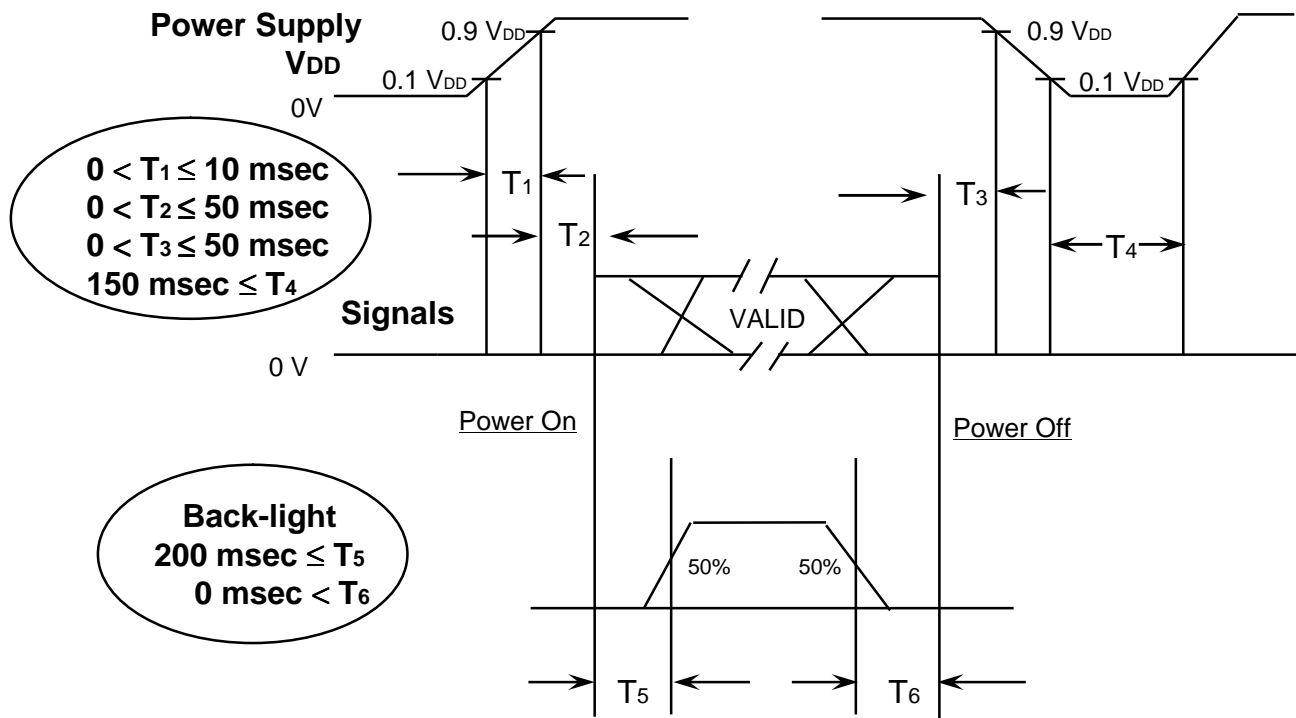 Power Supply
VDD
0.9 VDD
0.1 VDD
0V
0.9 VDD
0.1 VDD
0 < T1 ≤ 10 msec
0 < T2 ≤ 50 msec
0 < T3 ≤ 50 msec
150 msec ≤ T4
T1
T2
T3
T4
Signals
VALID
0 V
Power On
Power Off
Back-light
200 msec ≤ T5
0 msec < T6
50%
50%
T5
T6